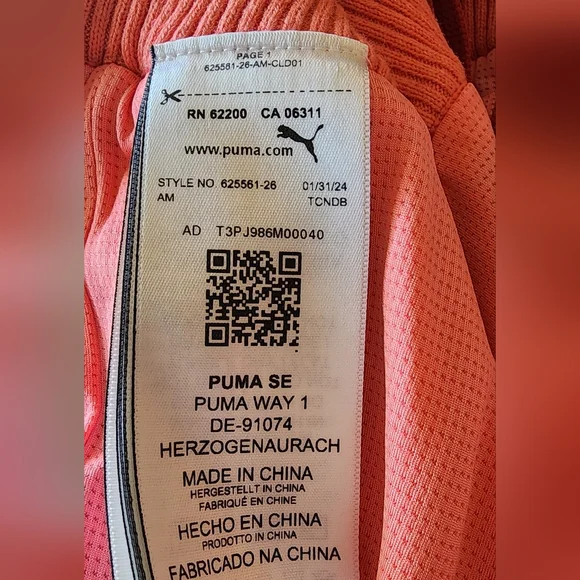 PAGE 1
625581-26-AM-CLD01
RN 62200 CA 06311
www.puma.com
STYLE NO 625561-26 01/31/24
AM TCNDB
AD T3PJ986M00040
PUMA SE
PUMA WAY 1
DE-91074
HERZOGENAURACH
MADE IN CHINA
HERGESTELLT IN CHINA
FABRIQUÉ EN CHINE
HECHO EN CHINA
PRODOTTO IN CHINA
FABRICADO NA CHINA